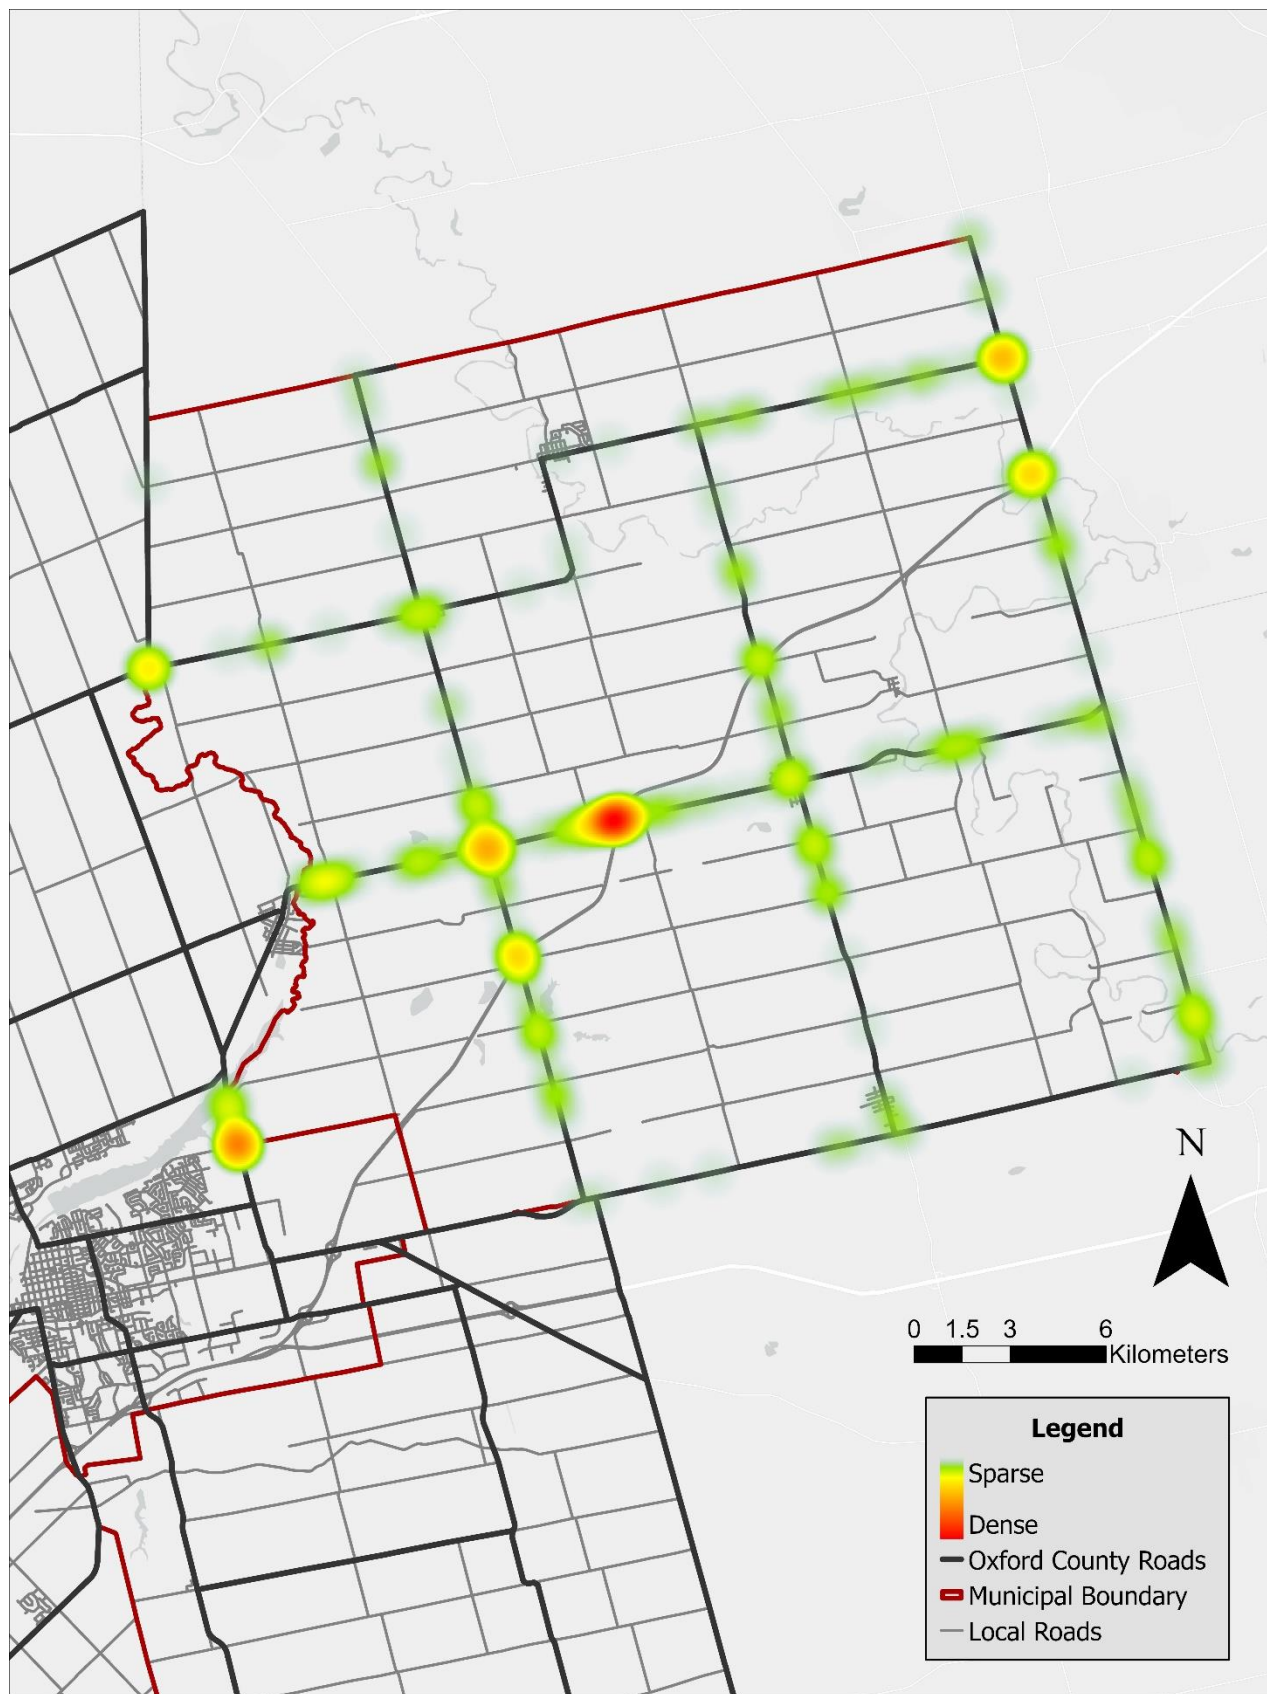 N
0 1.5 3 6
Kilometers
Legend
Sparse
Dense
Oxford County Roads
Municipal Boundary
Local Roads